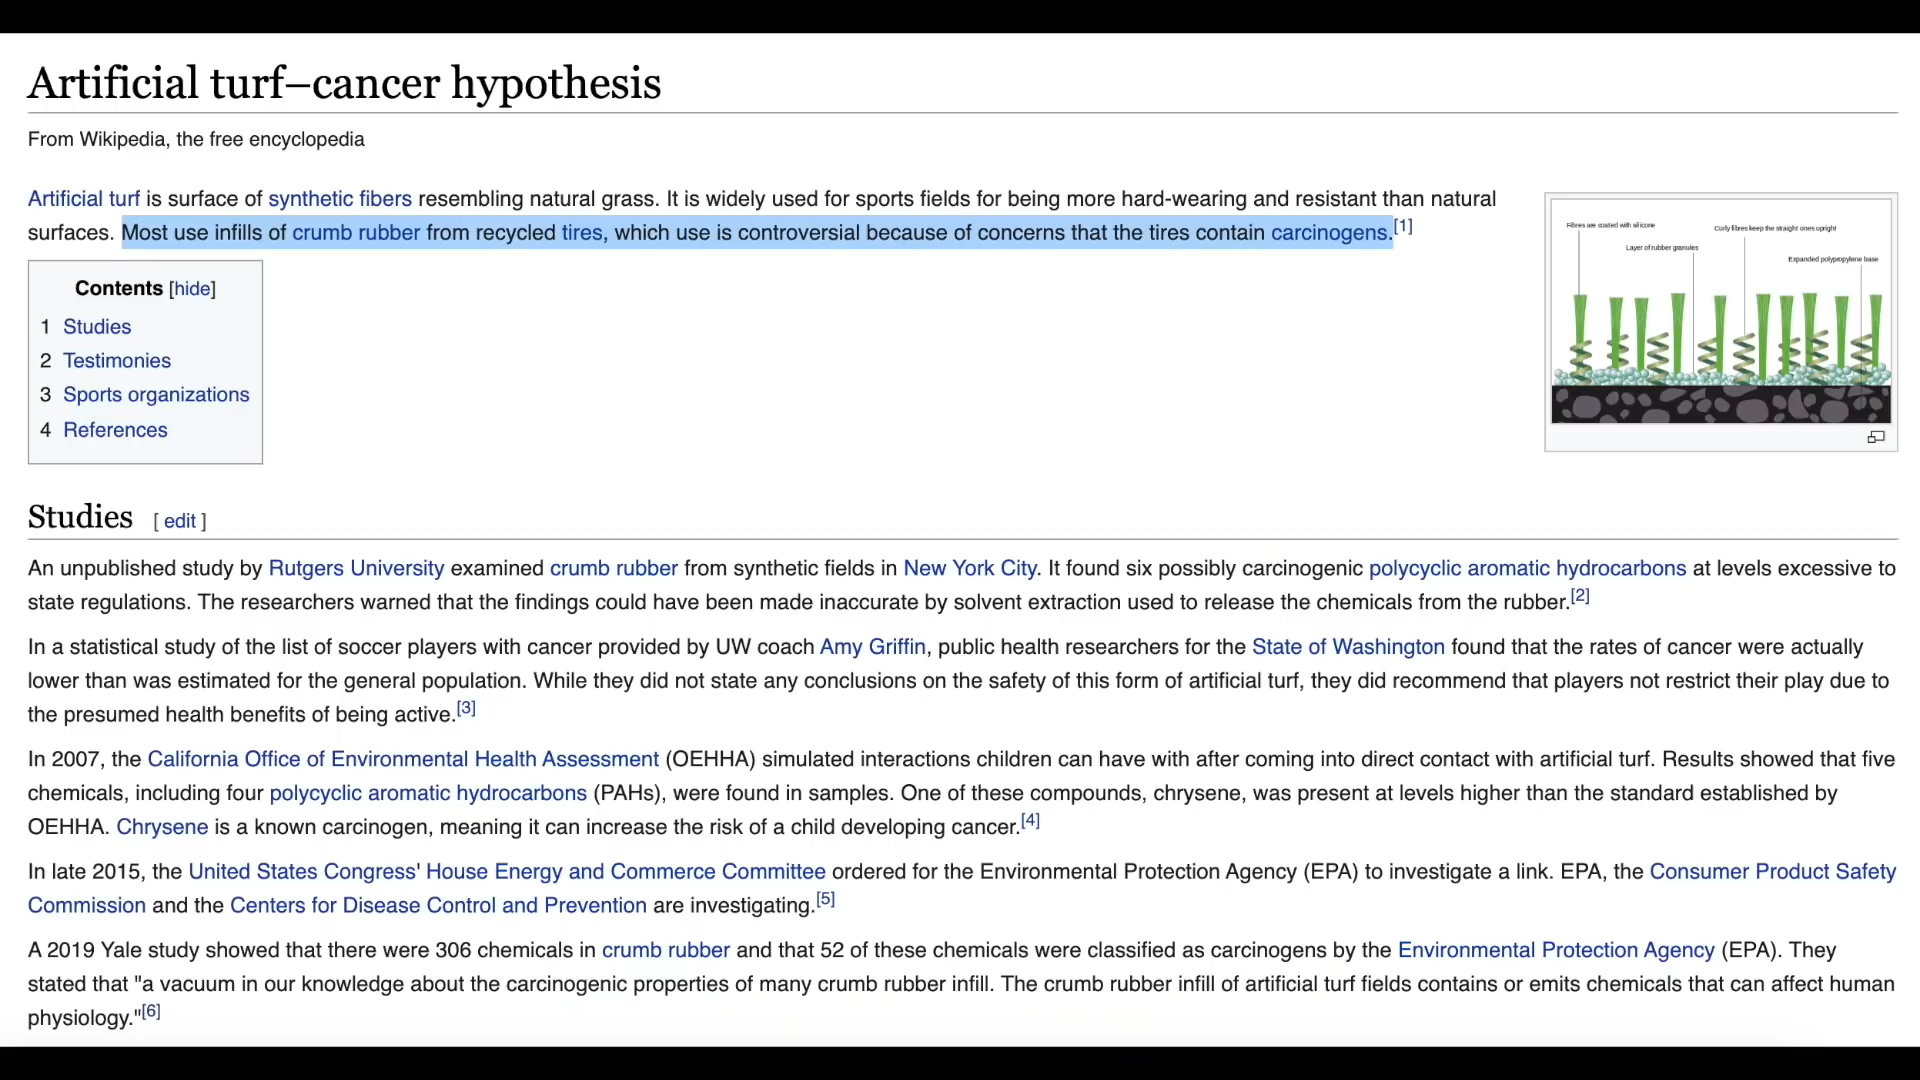 Artificial turf–cancer hypothesis
From Wikipedia, the free encyclopedia
Artificial turf is surface of synthetic fibers resembling natural grass. It is widely used for sports fields for being more hard-wearing and resistant than natural
surfaces. Most use infills of crumb rubber from recycled tires, which use is controversial because of concerns that the tires contain carcinogens.[1]
Fibres are coated with silicone
Curly fibres keep the straight ones upright
Layer of rubber granules
Expanded polypropylene base
Contents [hide]
1 Studies
2 Testimonies
3 Sports organizations
4 References
Studies [ edit ]
An unpublished study by Rutgers University examined crumb rubber from synthetic fields in New York City. It found six possibly carcinogenic polycyclic aromatic hydrocarbons at levels excessive to
state regulations. The researchers warned that the findings could have been made inaccurate by solvent extraction used to release the chemicals from the rubber.[2]
In a statistical study of the list of soccer players with cancer provided by UW coach Amy Griffin, public health researchers for the State of Washington found that the rates of cancer were actually
lower than was estimated for the general population. While they did not state any conclusions on the safety of this form of artificial turf, they did recommend that players not restrict their play due to
the presumed health benefits of being active.[3]
In 2007, the California Office of Environmental Health Assessment (OEHHA) simulated interactions children can have with after coming into direct contact with artificial turf. Results showed that five
chemicals, including four polycyclic aromatic hydrocarbons (PAHs), were found in samples. One of these compounds, chrysene, was present at levels higher than the standard established by
OEHHA. Chrysene is a known carcinogen, meaning it can increase the risk of a child developing cancer.[4]
In late 2015, the United States Congress' House Energy and Commerce Committee ordered for the Environmental Protection Agency (EPA) to investigate a link. EPA, the Consumer Product Safety
Commission and the Centers for Disease Control and Prevention are investigating.[5]
A 2019 Yale study showed that there were 306 chemicals in crumb rubber and that 52 of these chemicals were classified as carcinogens by the Environmental Protection Agency (EPA). They
stated that "a vacuum in our knowledge about the carcinogenic properties of many crumb rubber infill. The crumb rubber infill of artificial turf fields contains or emits chemicals that can affect human
physiology."[6]